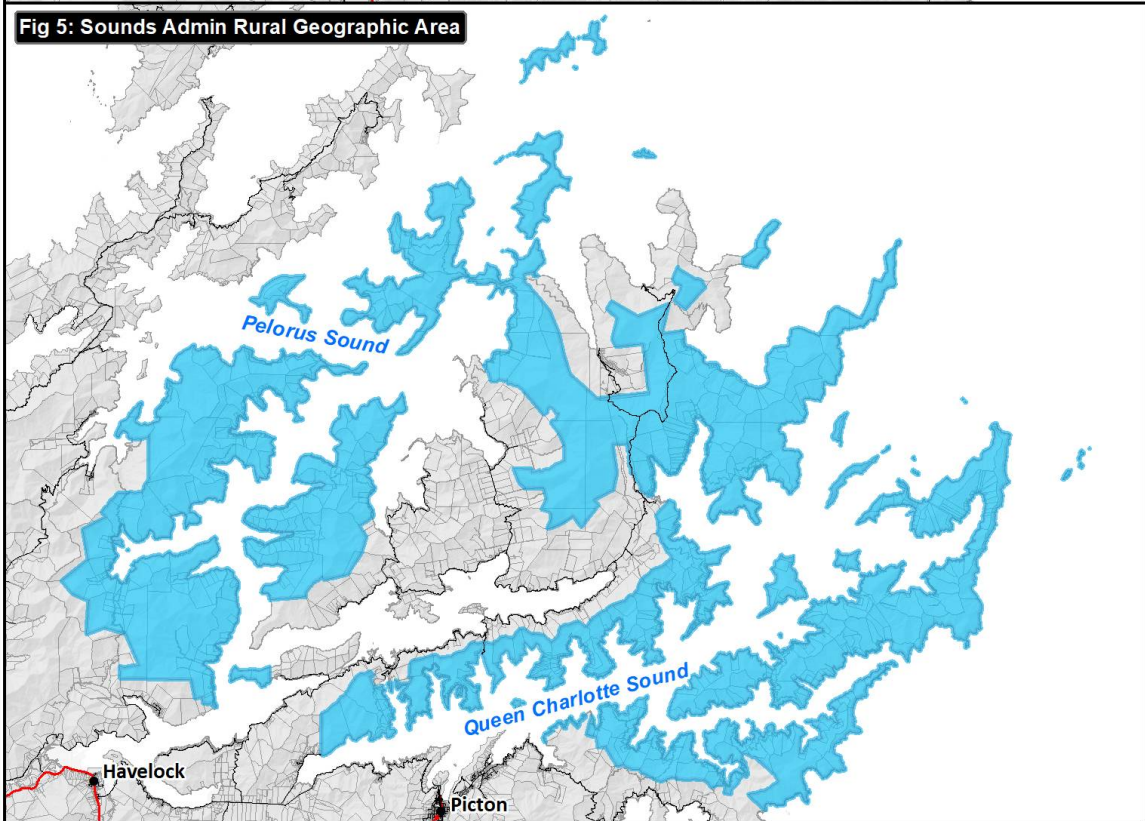 Fig 5: Sounds Admin Rural Geographic Area
Pelorus Sound
Queen Charlotte Sound
Havelock
Picton